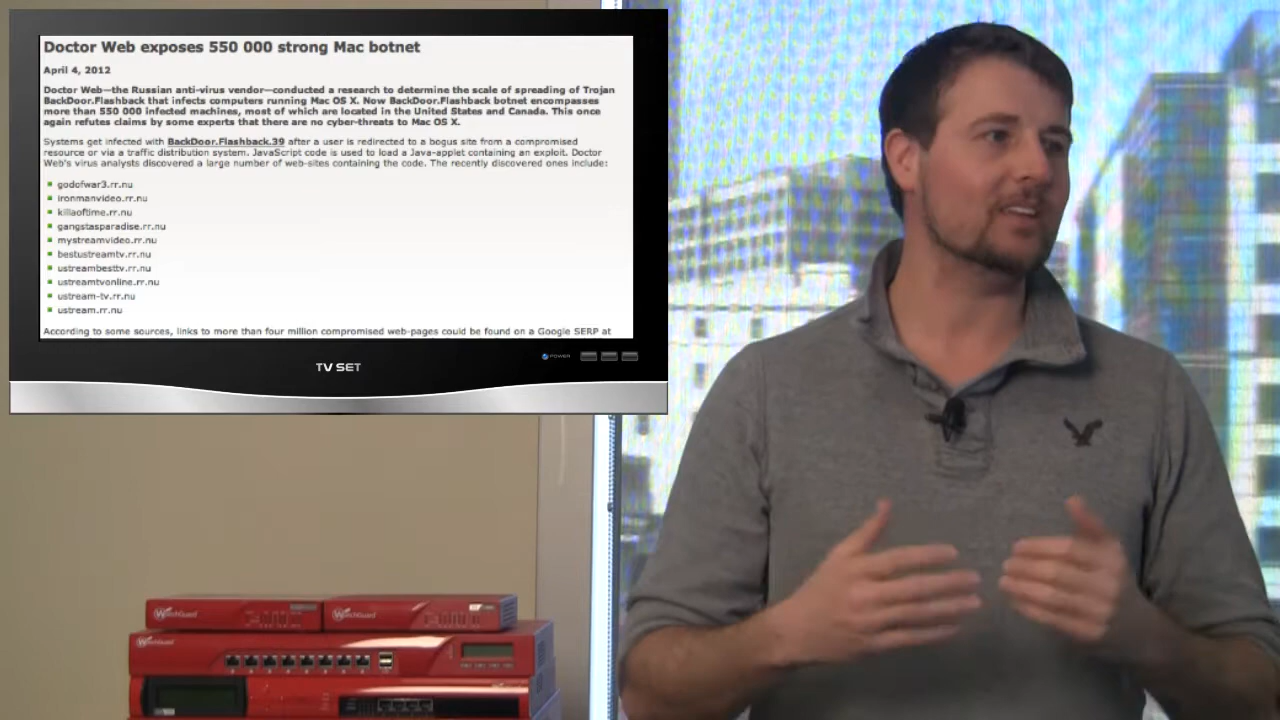 Doctor Web exposes 550 000 strong Mac botnet
April 4, 2012
Doctor Web—the Russian anti-virus vendor—conducted a research to determine the scale of spreading of Trojan
BackDoor.Flashback that infects computers running Mac OS X. Now BackDoor.Flashback botnet encompasses
more than 550 000 infected machines, most of which are located in the United States and Canada. This once
again refutes claims by some experts that there are no cyber-threats to Mac OS X.
Systems get infected with BackDoor.Flashback.39 after a user is redirected to a bogus site from a compromised
resource or via a traffic distribution system. JavaScript code is used to load a Java-applet containing an exploit. Doctor
Web's virus analysts discovered a large number of web-sites containing the code. The recently discovered ones include:
godofwar3.rr.nu
ironmanvideo.rr.nu
killaoftime.rr.nu
gangstasparadise.rr.nu
mystreamvideo.rr.nu
bestustreamtv.rr.nu
ustreambesttv.rr.nu
ustreamtvonline.rr.nu
ustream-tv.rr.nu
ustream.rr.nu
According to some sources, links to more than four million compromised web-pages could be found on a Google SERP at
POWER
TV SET
WatchGuard
WatchGuard
WatchGuard